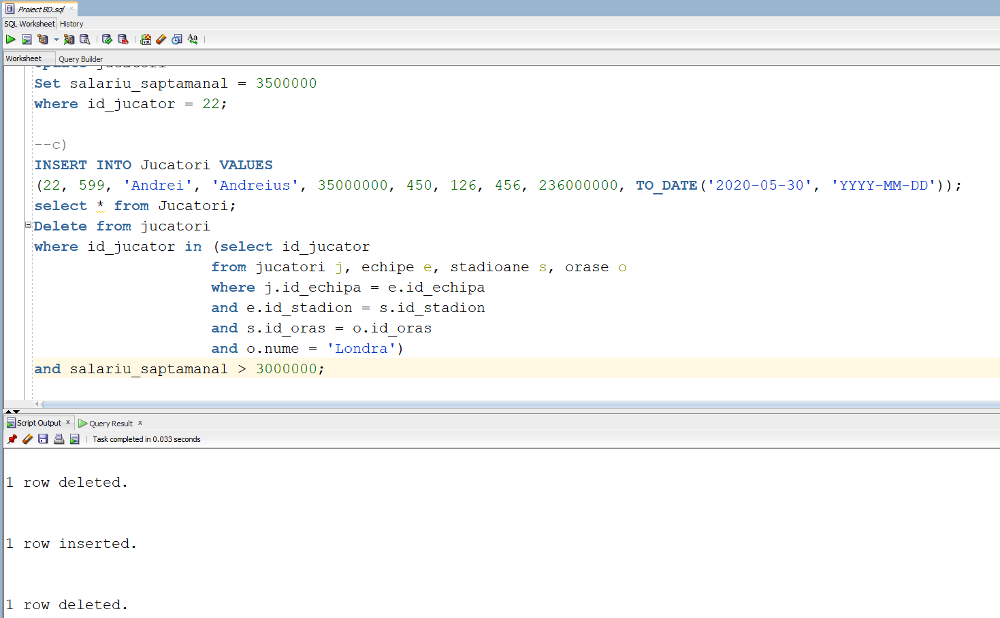 Proiect BD.sql
SQL Worksheet History
Worksheet Query Builder
Update jucatori
Set salariu_saptamanal = 3500000
where id_jucator = 22;
--c)
INSERT INTO Jucatori VALUES
(22, 599, 'Andrei', 'Andreius', 35000000, 450, 126, 456, 236000000, TO_DATE('2020-05-30', 'YYYY-MM-DD'));
select * from Jucatori;
Delete from jucatori
where id_jucator in (select id_jucator
from jucatori j, echipe e, stadioane s, orase o
where j.id_echipa = e.id_echipa
and e.id_stadion = s.id_stadion
and s.id_oras = o.id_oras
and o.nume = 'Londra')
and salariu_saptamanal > 3000000;
Script Output x Query Result x
Task completed in 0.033 seconds
1 row deleted.
1 row inserted.
1 row deleted.